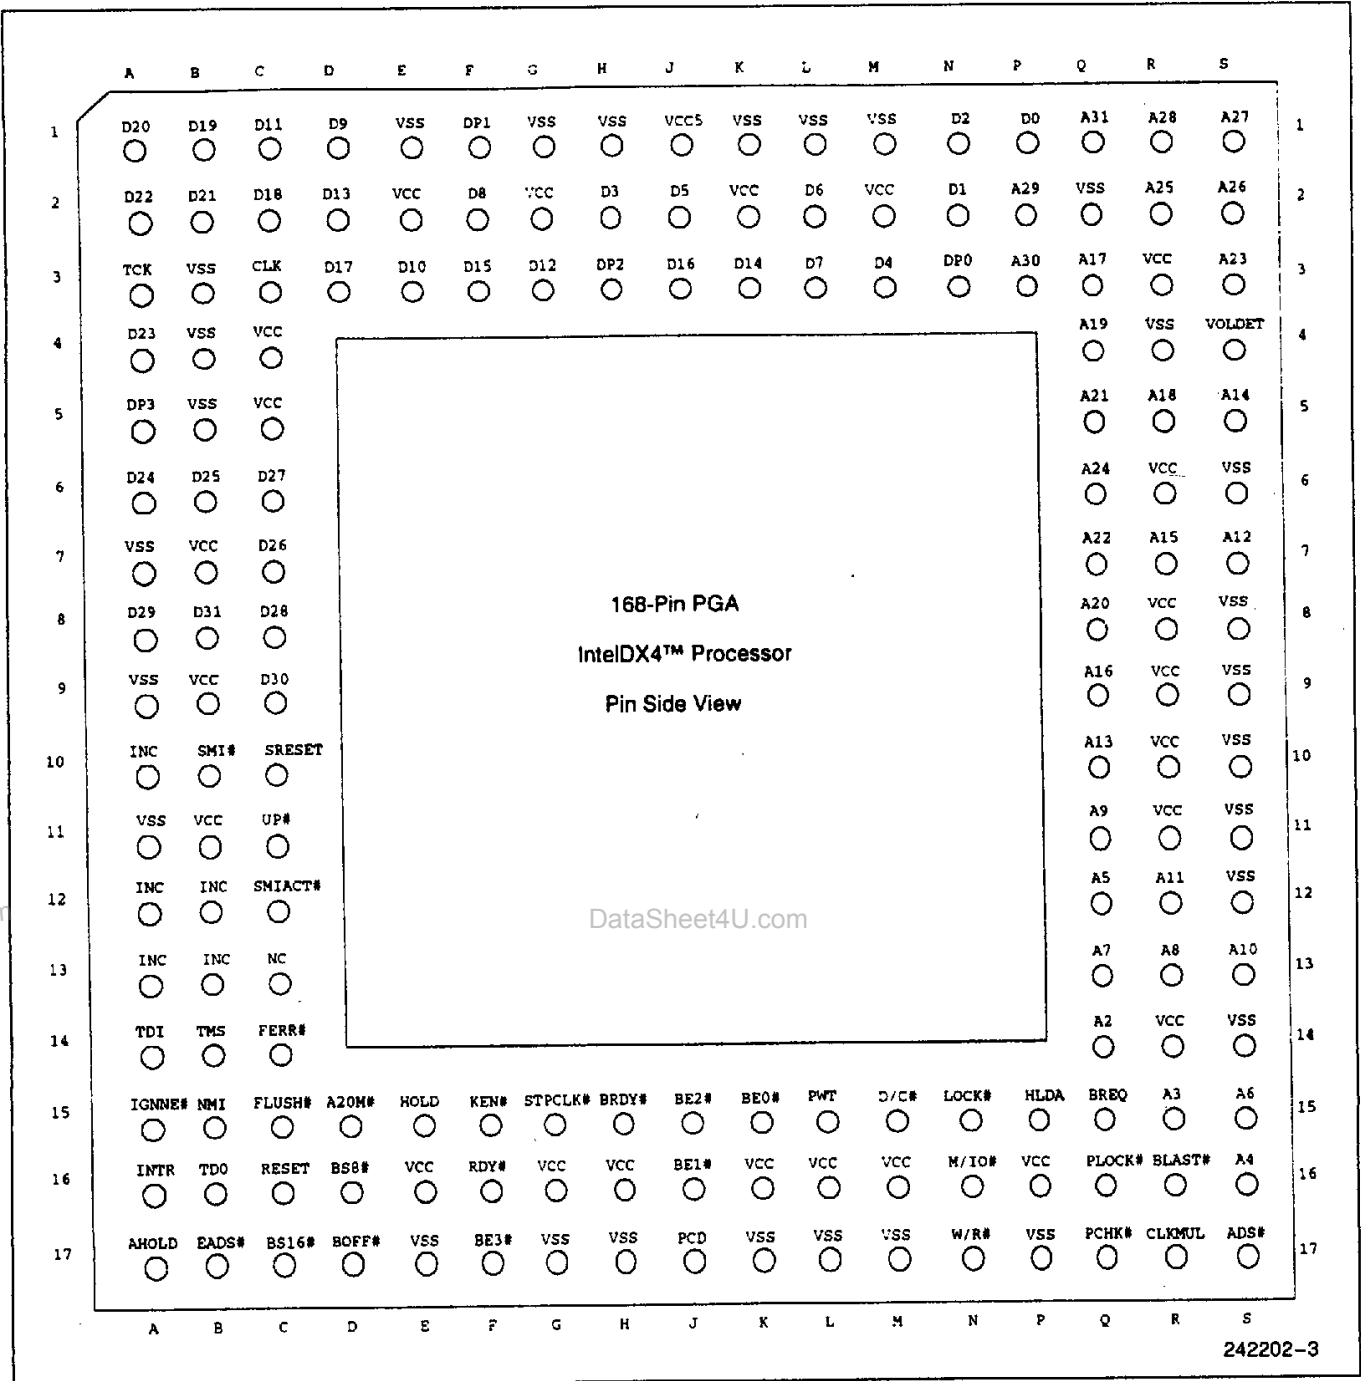 A B C D E F G H J K L M N P Q R S
1 D20 D19 D11 D9 VSS DP1 VSS VSS VCC5 VSS VSS VSS D2 D0 A31 A28 A27 1
2 D22 D21 D18 D13 VCC D8 VCC D3 D5 VCC D6 VCC D1 A29 VSS A25 A26 2
3 TCK VSS CLK D17 D10 D15 D12 DP2 D16 D14 D7 D4 DP0 A30 A17 VCC A23 3
4 D23 VSS VCC A19 VSS VOLDET 4
5 DP3 VSS VCC A21 A18 A14 5
6 D24 D25 D27 A24 VCC VSS 6
7 VSS VCC D26 A22 A15 A12 7
168-Pin PGA
8 D29 D31 D28 A20 VCC VSS 8
IntelDX4™ Processor
9 VSS VCC D30 A16 VCC VSS 9
Pin Side View
10 INC SMI# SRESET A13 VCC VSS 10
11 VSS VCC UP# A9 VCC VSS 11
12 INC INC SMIACT# A5 A11 VSS 12
DataSheet4U.com
13 INC INC NC A7 A8 A10 13
14 TDI TMS FERR# A2 VCC VSS 14
15 IGNNE# NMI FLUSH# A20M# HOLD KEN# STPCLK# BRDY# BE2# BE0# PWT D/C# LOCK# HLDA BREQ A3 A6 15
16 INTR TDO RESET BS8# VCC RDY# VCC VCC BE1# VCC VCC VCC M/IO# VCC PLOCK# BLAST# A4 16
17 AHOLD EADS# BS16# BOFF# VSS BE3# VSS VSS PCD VSS VSS VSS W/R# VSS PCHK# CLKMUL ADS# 17
A B C D E F G H J K L M N P Q R S
242202-3